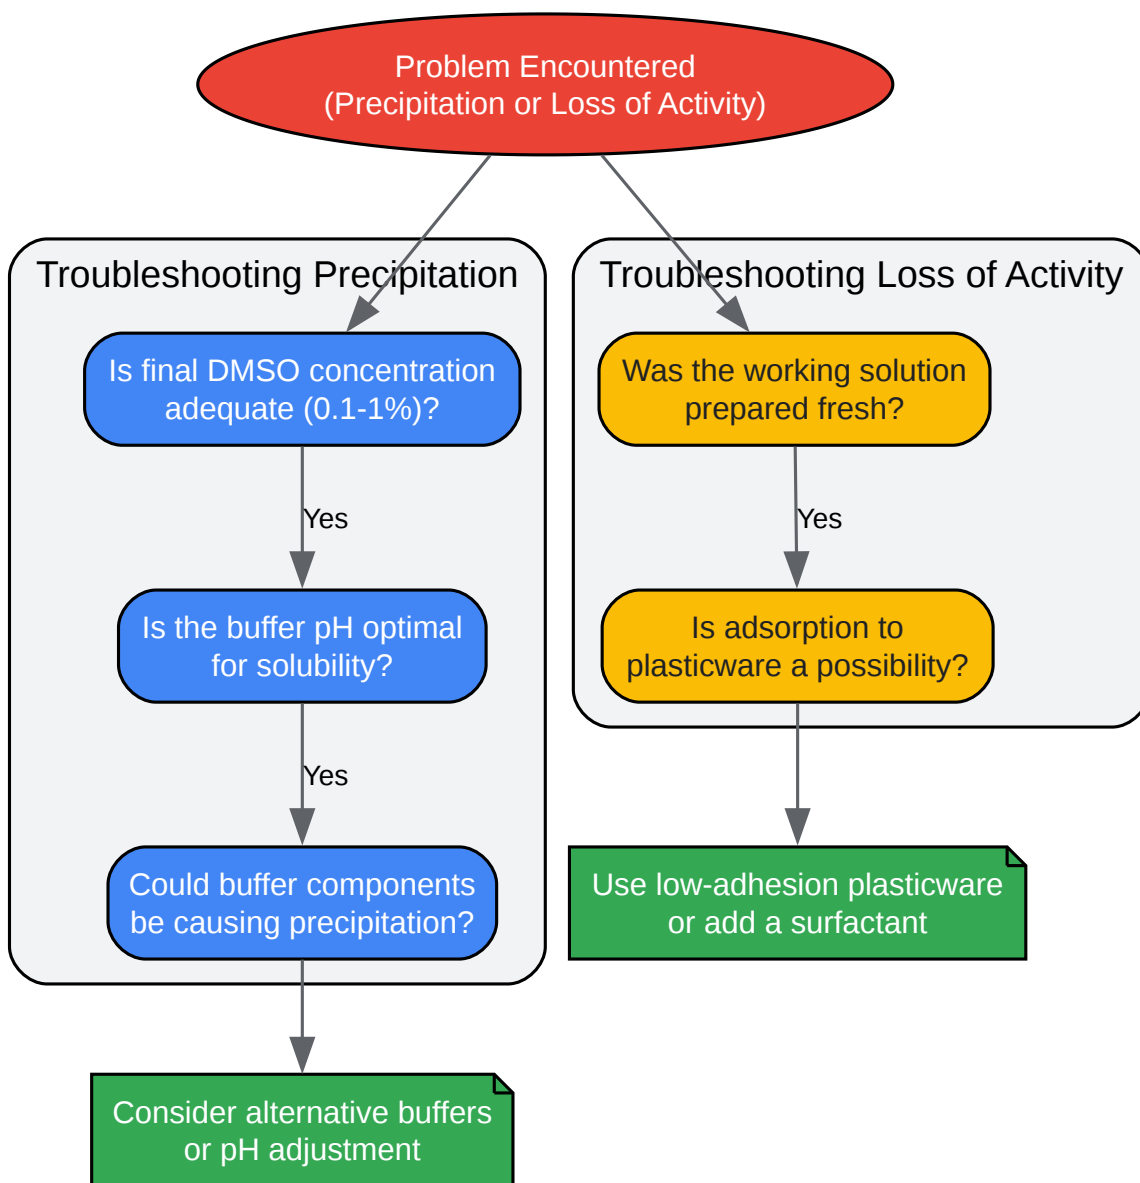 Problem Encountered
(Precipitation or Loss of Activity)
Troubleshooting Precipitation
Is final DMSO concentration
adequate (0.1-1%)?
Yes
Is the buffer pH optimal
for solubility?
Yes
Could buffer components
be causing precipitation?
Consider alternative buffers
or pH adjustment
Troubleshooting Loss of Activity
Was the working solution
prepared fresh?
Yes
Is adsorption to
plasticware a possibility?
Use low-adhesion plasticware
or add a surfactant